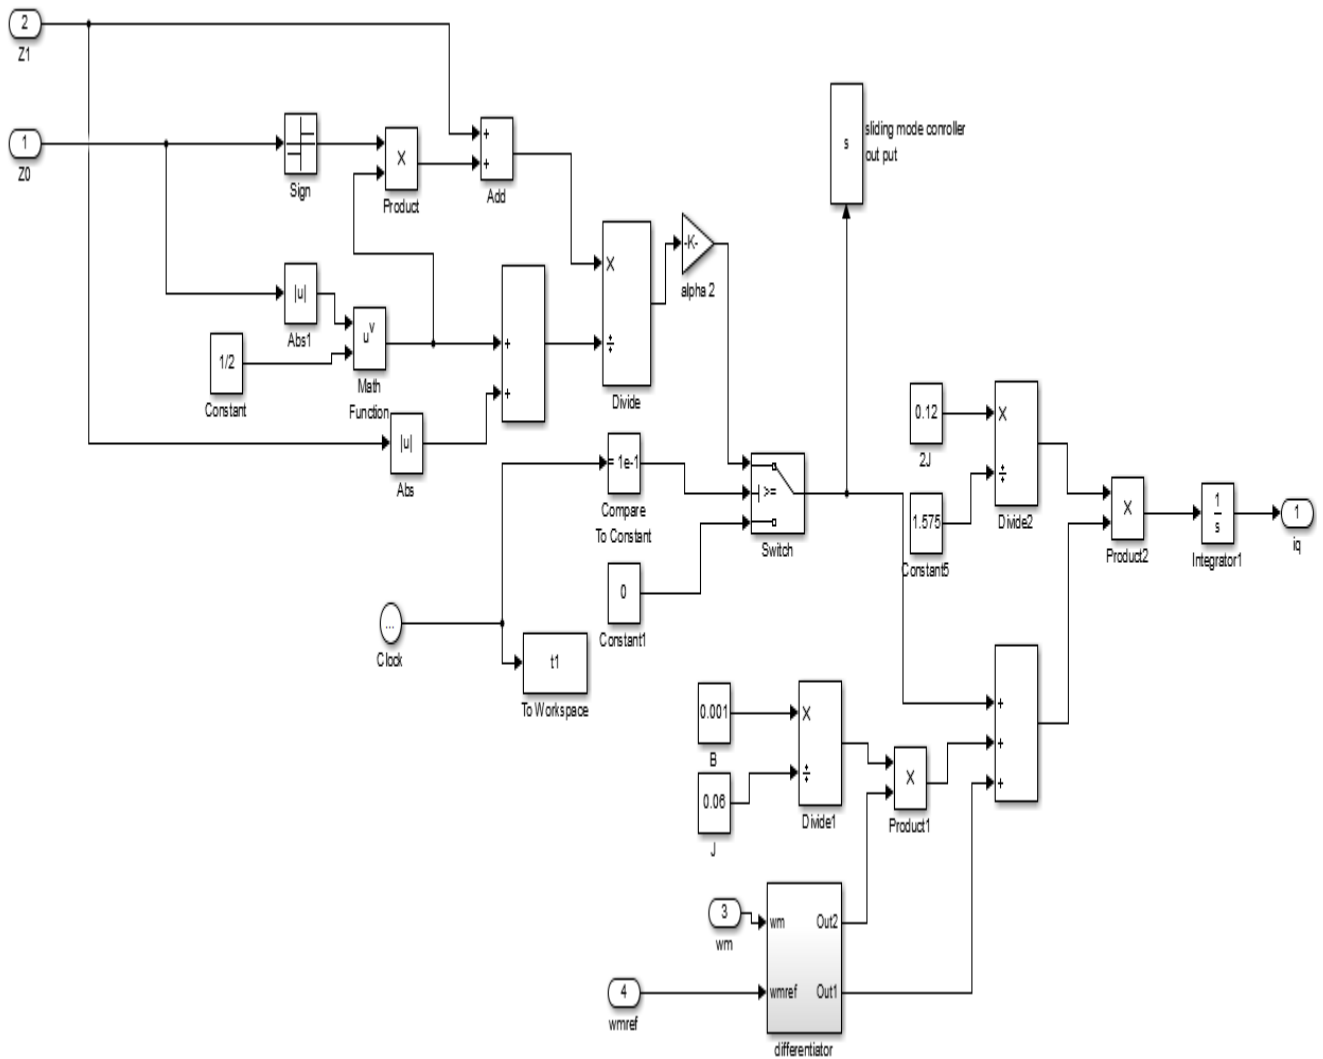 2
Z1
1
Z0
Sign
X
Product
+
+
Add
s
sliding mode conroller
out put
|u|
Abs1
1/2
Constant
u^v
Math
Function
|u|
Abs
+
+
X
÷
Divide
-K-
alpha 2
= 1e-1
Compare
To Constant
>=
Switch
0
Constant1
...
Clock
t1
To Workspace
0.12
2J
1.575
Constant5
X
÷
Divide2
X
Product2
1
s
Integrator1
1
iq
0.001
B
0.06
J
X
÷
Divide1
X
Product1
+
+
+
3
wm
4
wmref
wm
Out2
wmref
Out1
differentiator